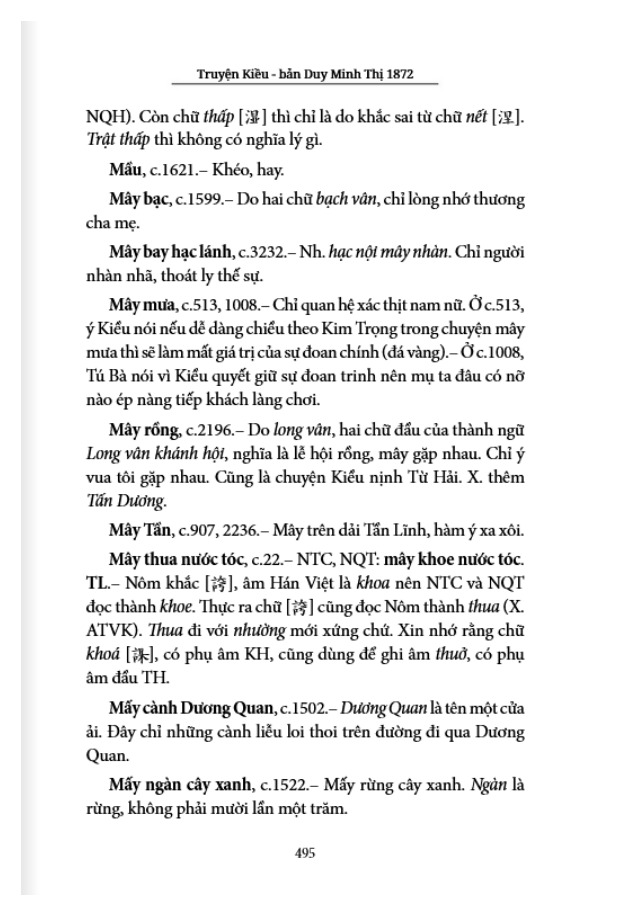 Truyện Kiều - bản Duy Minh Thị 1872
NQH). Còn chữ thấp [濕] thì chỉ là do khắc sai từ chữ nết [涅].
Trật thấp thì không có nghĩa lý gì.
Mầu, c.1621.– Khéo, hay.
Mây bạc, c.1599.– Do hai chữ bạch vân, chỉ lòng nhớ thương
cha mẹ.
Mây bay hạc lánh, c.3232.– Nh. hạc nội mây nhàn. Chỉ người
nhàn nhã, thoát ly thế sự.
Mây mưa, c.513, 1008.– Chỉ quan hệ xác thịt nam nữ. Ở c.513,
ý Kiều nói nếu dễ dàng chiều theo Kim Trọng trong chuyện mây
mưa thì sẽ làm mất giá trị của sự đoan chính (đá vàng).– Ở c.1008,
Tú Bà nói vì Kiều quyết giữ sự đoan trinh nên mụ ta đâu có nỡ
nào ép nàng tiếp khách làng chơi.
Mây rồng, c.2196.– Do long vân, hai chữ đầu của thành ngữ
Long vân khánh hội, nghĩa là lễ hội rồng, mây gặp nhau. Chỉ ý
vua tôi gặp nhau. Cũng là chuyện Kiều nịnh Từ Hải. X. thêm
Tấn Dương.
Mây Tần, c.907, 2236.– Mây trên dải Tần Lĩnh, hàm ý xa xôi.
Mây thua nước tóc, c.22.– NTC, NQT: mây khoe nước tóc.
TL.– Nôm khắc [誇], âm Hán Việt là khoa nên NTC và NQT
đọc thành khoe. Thực ra chữ [誇] cũng đọc Nôm thành thua (X.
ATVK). Thua đi với nhường mới xứng chứ. Xin nhớ rằng chữ
khoá [課], có phụ âm KH, cũng dùng để ghi âm thuở, có phụ
âm đầu TH.
Mấy cành Dương Quan, c.1502.– Dương Quan là tên một cửa
ải. Đây chỉ những cành liễu loi thoi trên đường đi qua Dương
Quan.
Mấy ngàn cây xanh, c.1522.– Mấy rừng cây xanh. Ngàn là
rừng, không phải mười lần một trăm.
495